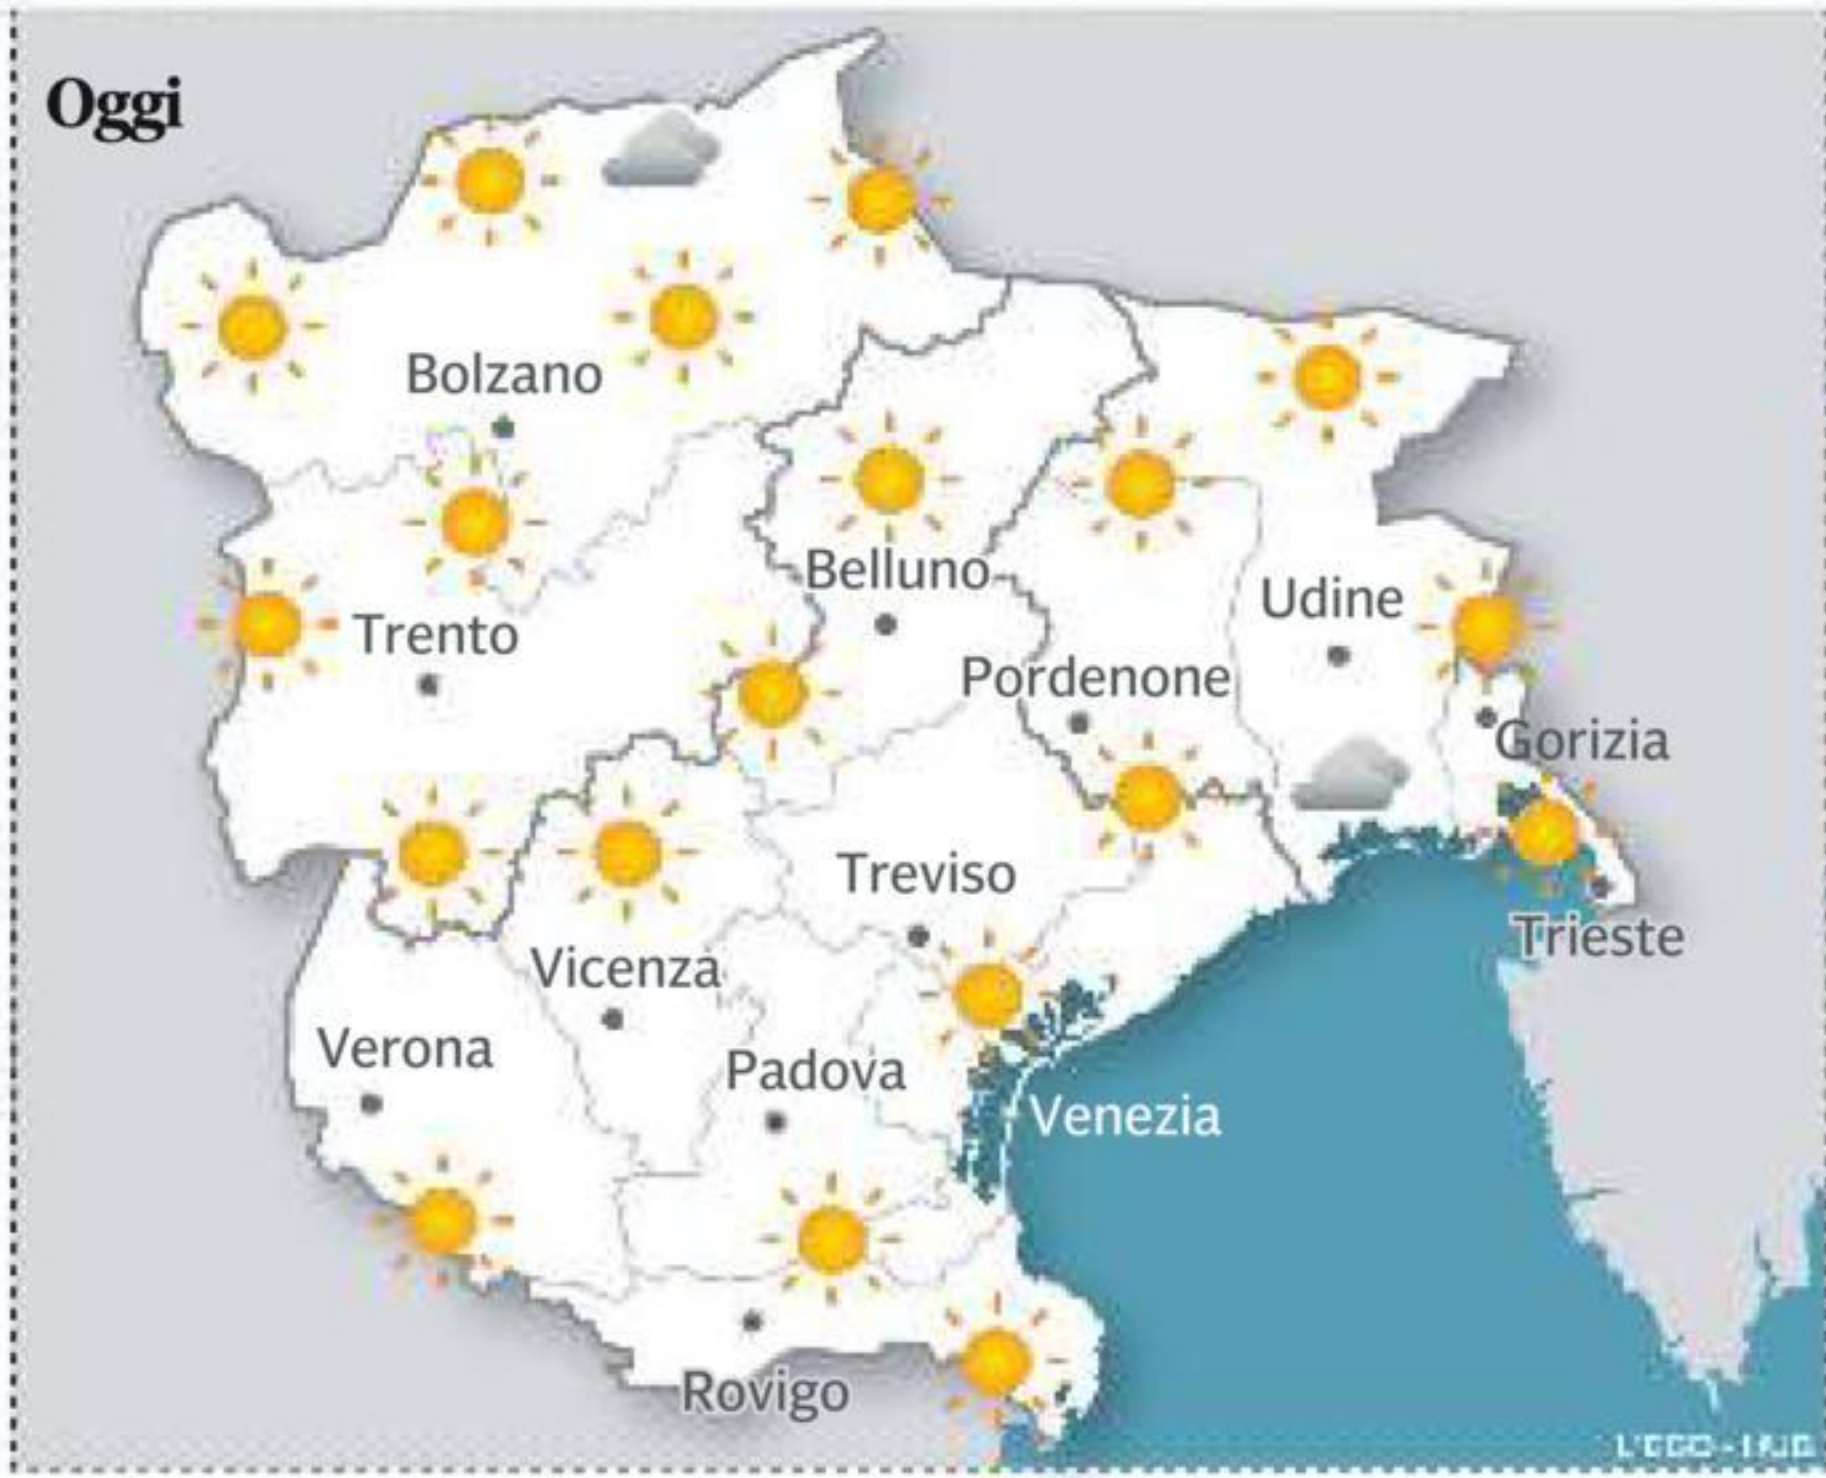 Oggi
Bolzano
Belluno
Udine
Trento
Pordenone
Gorizia
Treviso
Trieste
Vicenza
Verona
Padova
Venezia
Rovigo